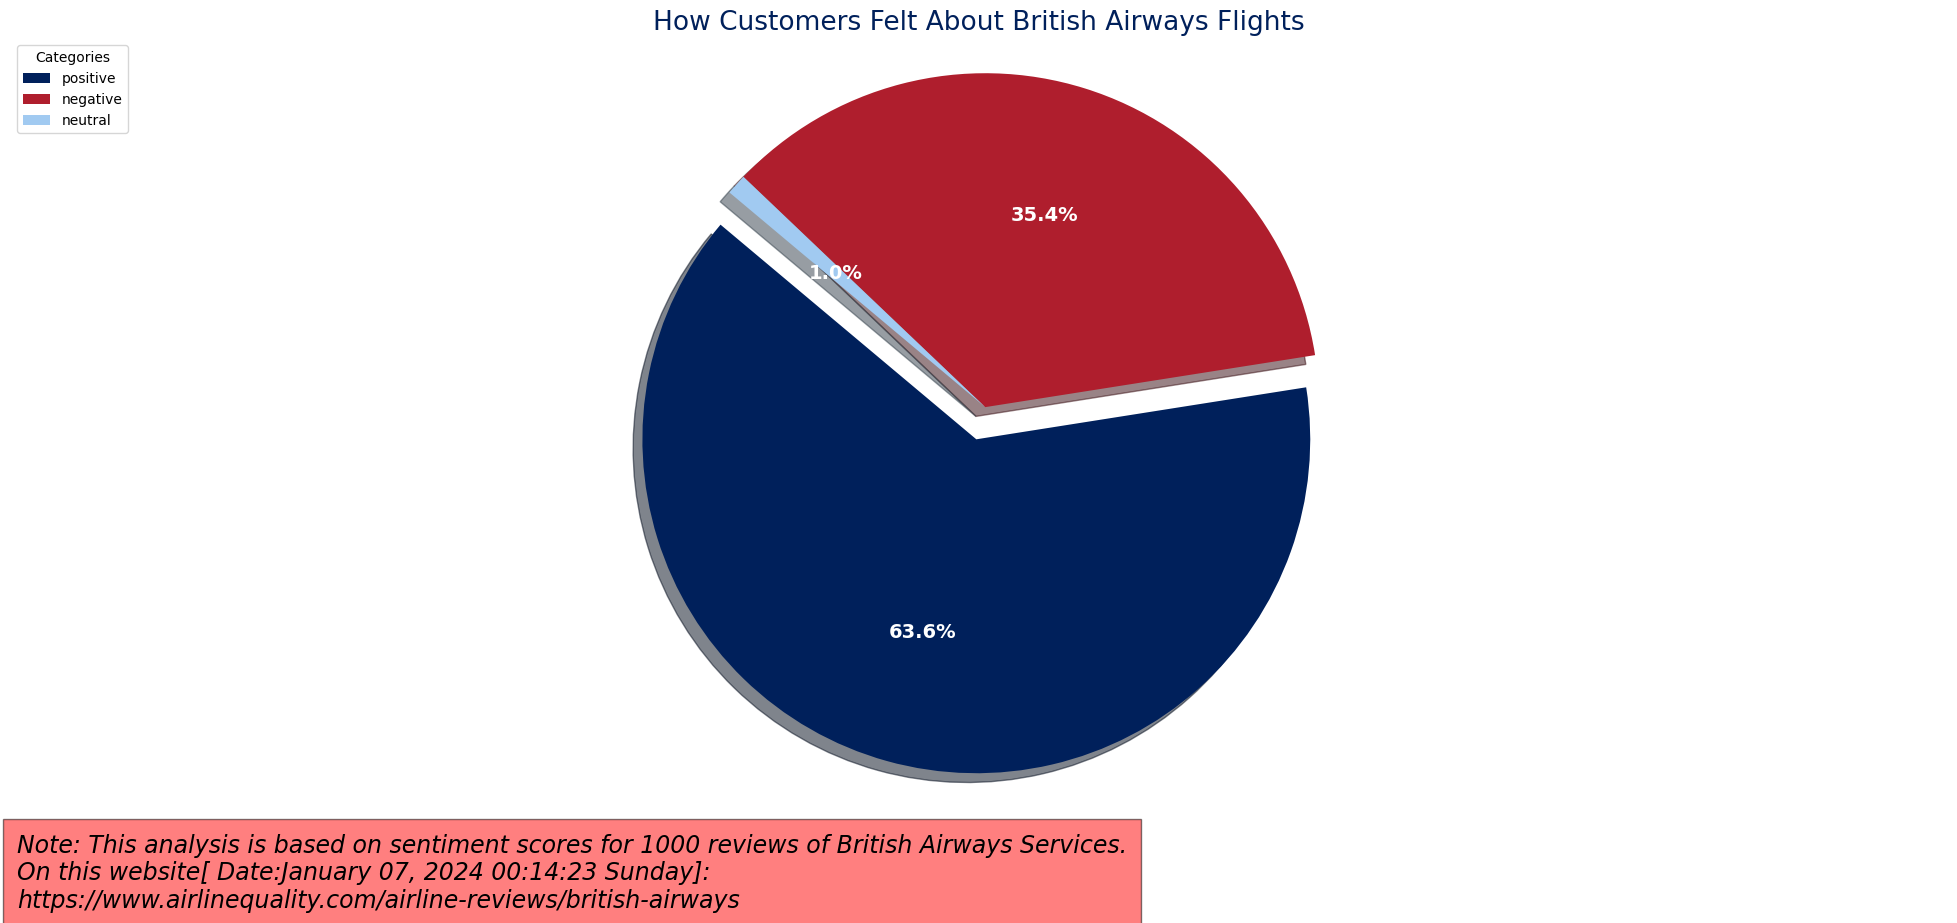 How Customers Felt About British Airways Flights
Categories
positive
negative
neutral
35.4%
1.0%
63.6%
Note: This analysis is based on sentiment scores for 1000 reviews of British Airways Services.
On this website[ Date:January 07, 2024 00:14:23 Sunday]:
https://www.airlinequality.com/airline-reviews/british-airways